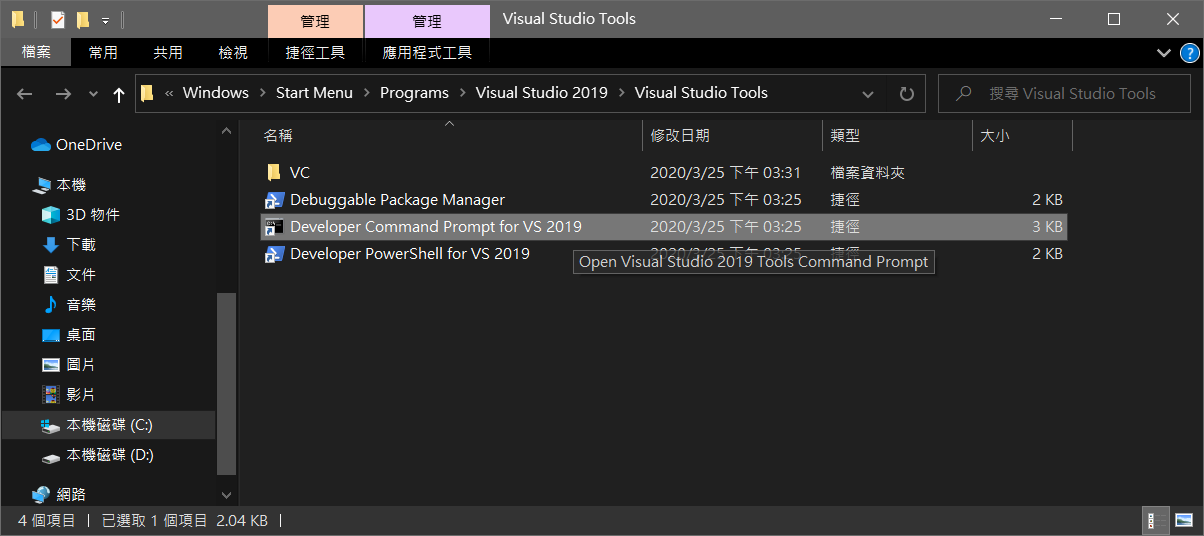 管理 管理 Visual Studio Tools
檔案 常用 共用 檢視 捷徑工具 應用程式工具 ?
« Windows > Start Menu > Programs > Visual Studio 2019 > Visual Studio Tools 搜尋 Visual Studio Tools
名稱 修改日期 類型 大小
OneDrive
本機
3D 物件
下載
文件
音樂
桌面
圖片
影片
本機磁碟 (C:)
本機磁碟 (D:)
網路
VC 2020/3/25 下午 03:31 檔案資料夾
Debuggable Package Manager 2020/3/25 下午 03:25 捷徑 2 KB
Developer Command Prompt for VS 2019 2020/3/25 下午 03:25 捷徑 3 KB
Developer PowerShell for VS 2019 2020/3/25 下午 03:25 捷徑 2 KB
Open Visual Studio 2019 Tools Command Prompt
4 個項目 已選取 1 個項目 2.04 KB